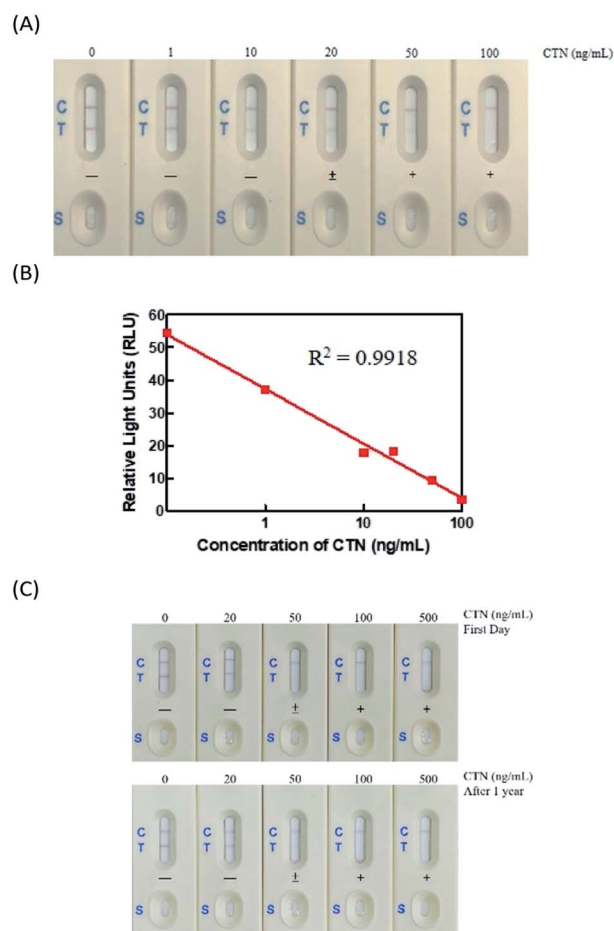 (A)
0 1 10 20 50 100 CTN (ng/mL)
C C C C C C
T T T T T T
— — — ± + +
S S S S S S
(B)
60
50
40
30
20
10
0
R² = 0.9918
Relative Light Units (RLU)
1 10 100
Concentration of CTN (ng/mL)
(C)
0 20 50 100 500 CTN (ng/mL)
First Day
C C C C C
T T T T T
— — ± + +
S S S S S
0 20 50 100 500 CTN (ng/mL)
After 1 year
C C C C C
T T T T T
— — ± + +
S S S S S